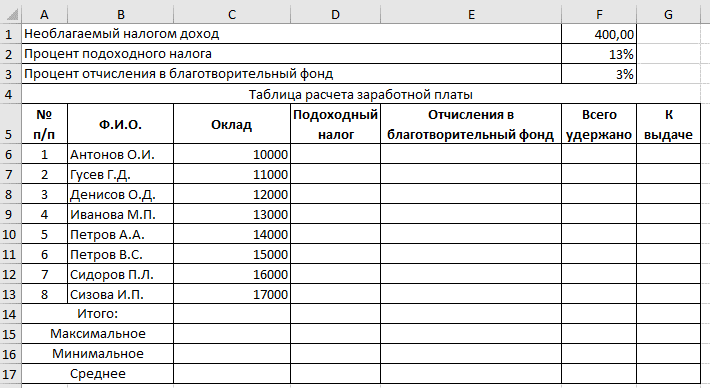 A B C D E F G
1 Необлагаемый налогом доход 400,00
2 Процент подоходного налога 13%
3 Процент отчисления в благотворительный фонд 3%
4 Таблица расчета заработной платы
№ Подоходный Отчисления в Всего К
5 п/п Ф.И.О. Оклад налог благотворительный фонд удержано выдаче
6 1 Антонов О.И. 10000
7 2 Гусев Г.Д. 11000
8 3 Денисов О.Д. 12000
9 4 Иванова М.П. 13000
10 5 Петров А.А. 14000
11 6 Петров В.С. 15000
12 7 Сидоров П.Л. 16000
13 8 Сизова И.П. 17000
14 Итого:
15 Максимальное
16 Минимальное
17 Среднее